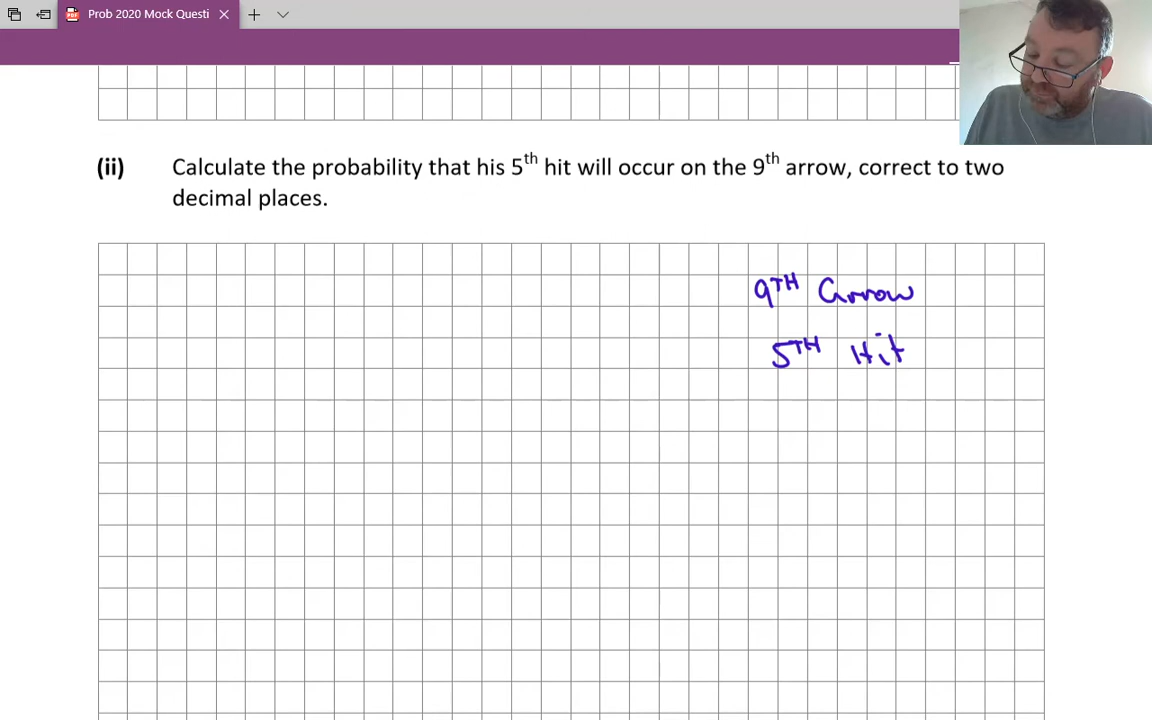 Prob 2020 Mock Questi
(ii) Calculate the probability that his 5th hit will occur on the 9th arrow, correct to two
decimal places.
9TH Arrow
5TH Hit